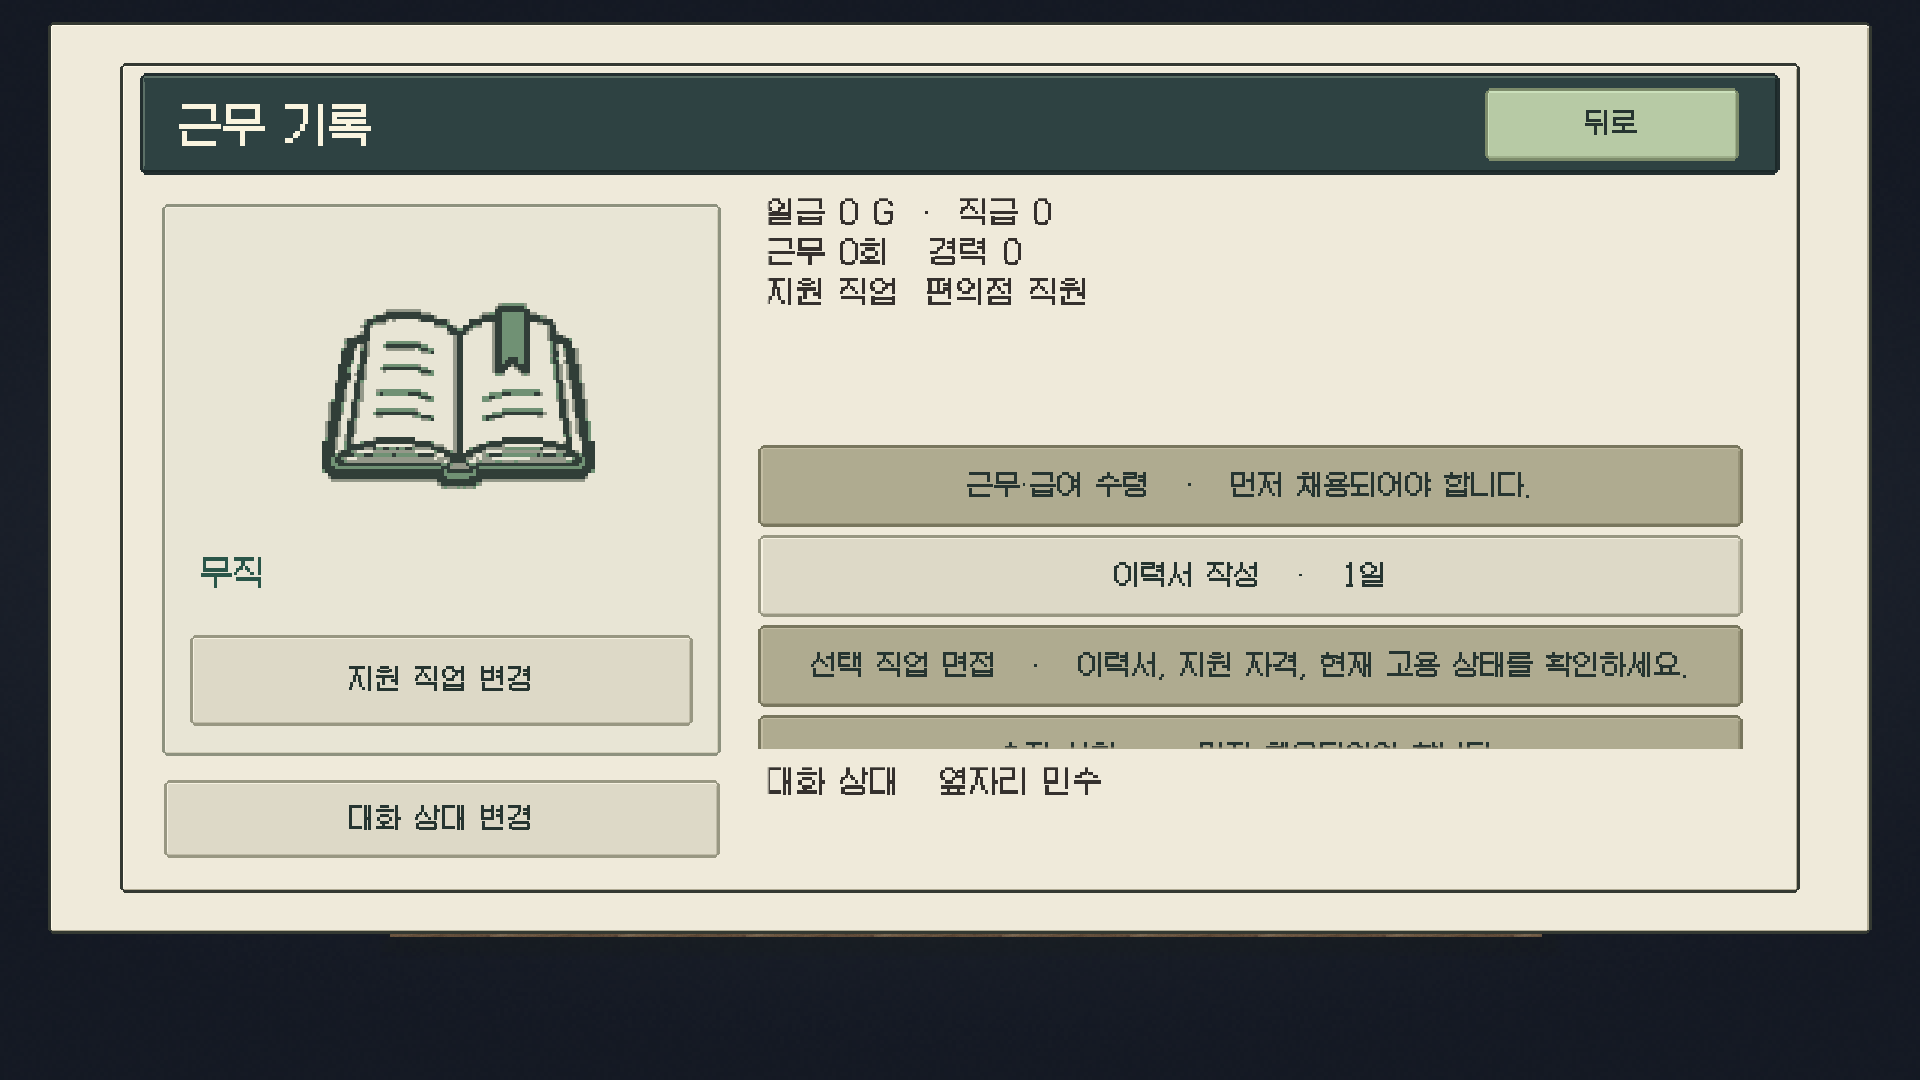 근무 기록
뒤로
월급 0 G · 직급 0
근무 0회 경력 0
지원 직업 편의점 직원
무직
지원 직업 변경
대화 상대 변경
근무·급여 수령 · 먼저 채용되어야 합니다.
이력서 작성 · 1일
선택 직업 면접 · 이력서, 지원 자격, 현재 고용 상태를 확인하세요.
대화 상대 옆자리 민수